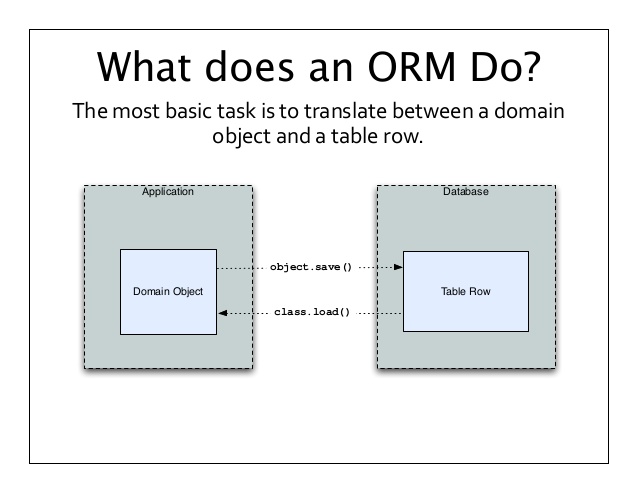 What does an ORM Do?
The most basic task is to translate between a domain
object and a table row.
Application
Database
object.save()
Domain Object
Table Row
class.load()